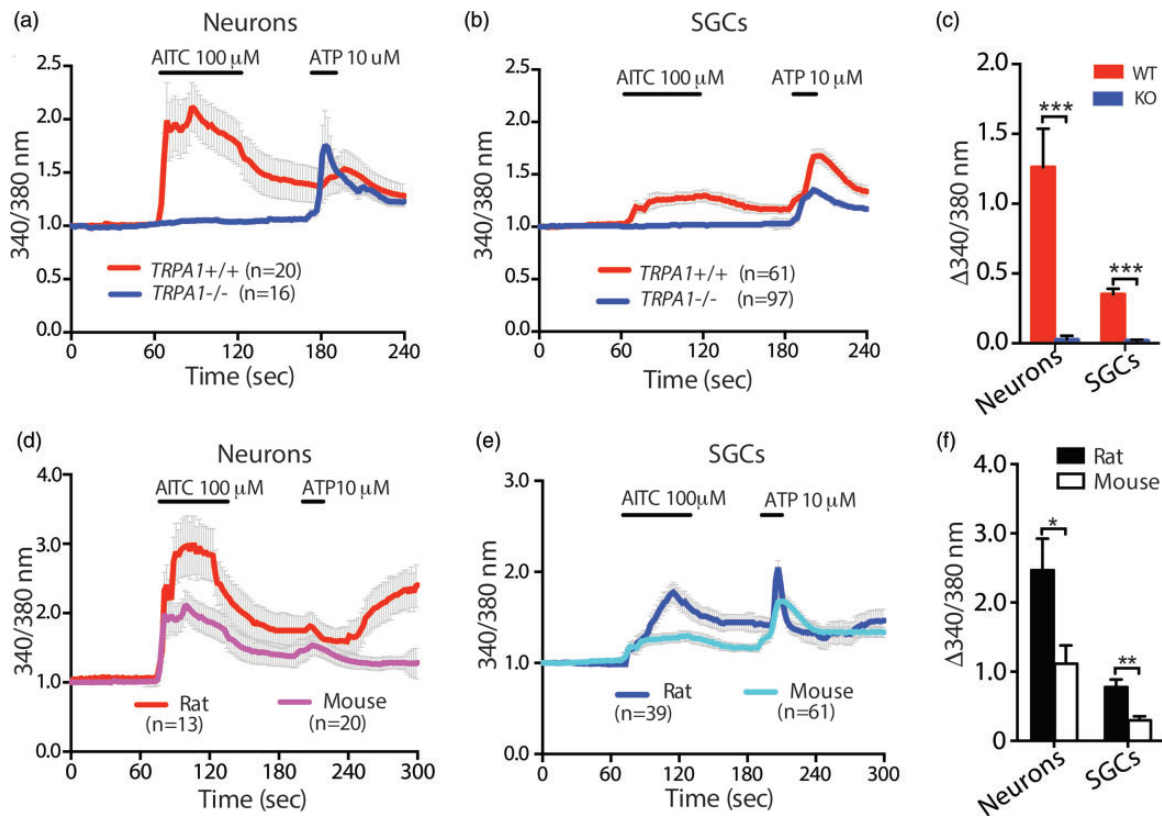 (a)
Neurons
AITC 100 μM
ATP 10 uM
340/380 nm
2.5
2.0
1.5
1.0
0.5
0.0
TRPA1+/+ (n=20)
TRPA1-/- (n=16)
0
60
120
180
240
Time (sec)
(b)
SGCs
AITC 100 μM
ATP 10 μM
340/380 nm
2.5
2.0
1.5
1.0
0.5
0.0
TRPA1+/+ (n=61)
TRPA1-/- (n=97)
0
60
120
180
240
Time (sec)
(c)
WT
KO
Δ340/380 nm
2.0
1.5
1.0
0.5
0.0
***
***
Neurons
SGCs
(d)
Neurons
AITC 100 μM
ATP10 μM
340/380 nm
4.0
3.0
2.0
1.0
0.0
Rat
(n=13)
Mouse
(n=20)
0
60
120
180
240
300
Time (sec)
(e)
SGCs
AITC 100μM
ATP 10 μM
340/380 nm
3.0
2.0
1.0
0.0
Rat
(n=39)
Mouse
(n=61)
0
60
120
180
240
300
Time (sec)
(f)
Rat
Mouse
Δ340/380 nm
4.0
3.0
2.0
1.0
0
*
**
Neurons
SGCs